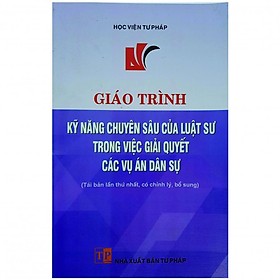 HỌC VIỆN TƯ PHÁP
GIÁO TRÌNH
KỸ NĂNG CHUYÊN SÂU CỦA LUẬT SƯ
TRONG VIỆC GIẢI QUYẾT
CÁC VỤ ÁN DÂN SỰ
(Tái bản lần thứ nhất, có chỉnh lý, bổ sung)
TP NHÀ XUẤT BẢN TƯ PHÁP